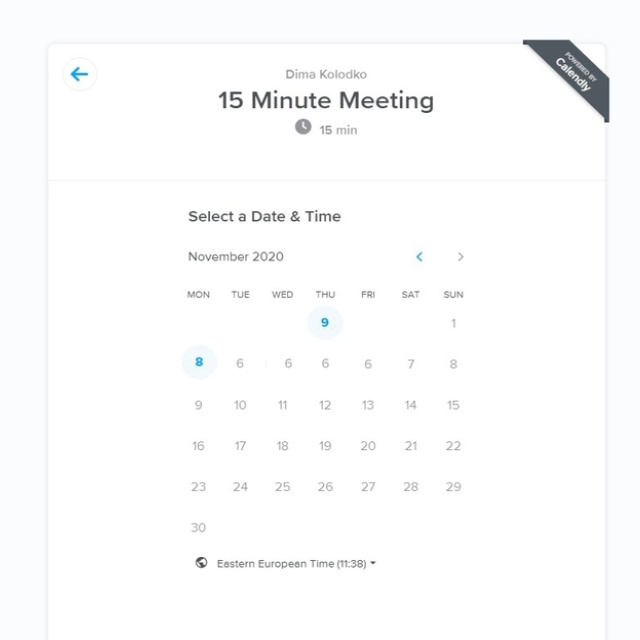 POWERED BY
Calendly
Dima Kolodko
15 Minute Meeting
15 min
Select a Date & Time
November 2020
MON TUE WED THU FRI SAT SUN
9 1
8 6 6 6 6 7 8
9 10 11 12 13 14 15
16 17 18 19 20 21 22
23 24 25 26 27 28 29
30
Eastern European Time (11:38)